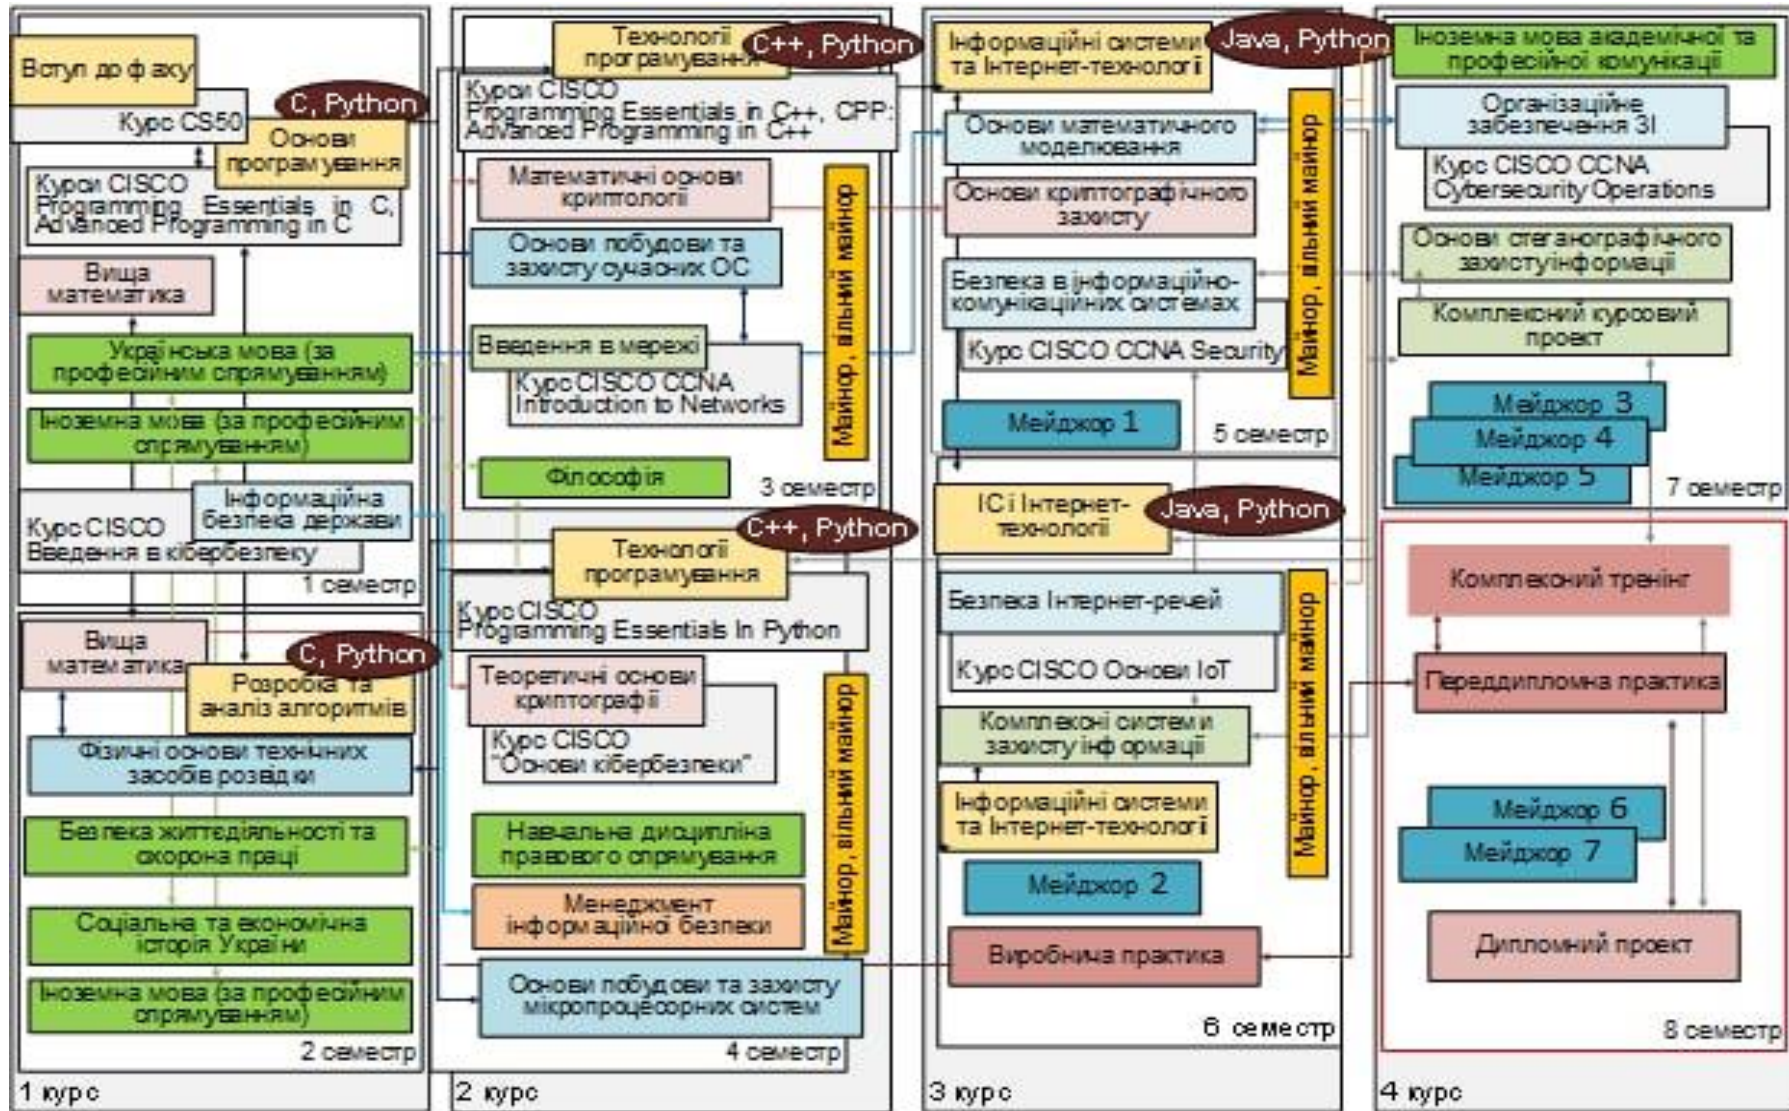 Вступ до фаху
Курс CS50
C, Python
Основи
програмування
Курси CISCO
Programming Essentials in C,
Advanced Programming in C
Вища
математика
Українська мова (за
професійним спрямуванням)
Іноземна мова (за професійним
спрямуванням)
Інформаційна
безпека держави
Курс CISCO
Введення в кібербезпеку
1 семестр
Вища
математика
C, Python
Розробка та
аналіз алгоритмів
Фізичні основи технічних
засобів розвідки
Безпека життєдіяльності та
охорона праці
Соціальна та економічна
історія України
Іноземна мова (за професійним
спрямуванням)
2 семестр
1 курс
Технології
програмування
C++, Python
Курси CISCO
Programming Essentials in C++, CPP:
Advanced Programming in C++
Математичні основи
криптології
Основи побудови та
захисту сучасних ОС
Введення в мережі
Курс CISCO CCNA
Introduction to Networks
Філософія
Майнор, вільний майнор
3 семестр
C++, Python
Технології
програмування
Курс CISCO
Programming Essentials In Python
Теоретичні основи
криптографії
Курс CISCO
"Основи кібербезпеки"
Навчальна дисципліна
правового спрямування
Менеджмент
інформаційної безпеки
Основи побудови та захисту
мікропроцесорних систем
Майнор, вільний майнор
4 семестр
2 курс
Інформаційні системи
та Інтернет-технології
Java, Python
Основи математичного
моделювання
Основи криптографічного
захисту
Безпека в інформаційно-
комунікаційних системах
Курс CISCO CCNA Security
Мейджор 1
Майнор, вільний майнор
5 семестр
ІС і Інтернет-
технології
Java, Python
Безпека Інтернет-речей
Курс CISCO Основи IoT
Комплексні системи
захисту інформації
Інформаційні системи
та Інтернет-технології
Мейджор 2
Виробнича практика
Майнор, вільний майнор
6 семестр
3 курс
Іноземна мова академічної та
професійної комунікації
Організаційне
забезпечення ЗІ
Курс CISCO CCNA
Cybersecurity Operations
Основи стеганографічного
захисту інформації
Комплексний курсовий
проект
Мейджор 3
Мейджор 4
Мейджор 5
7 семестр
Комплексний тренінг
Переддипломна практика
Мейджор 6
Мейджор 7
Дипломний проект
8 семестр
4 курс